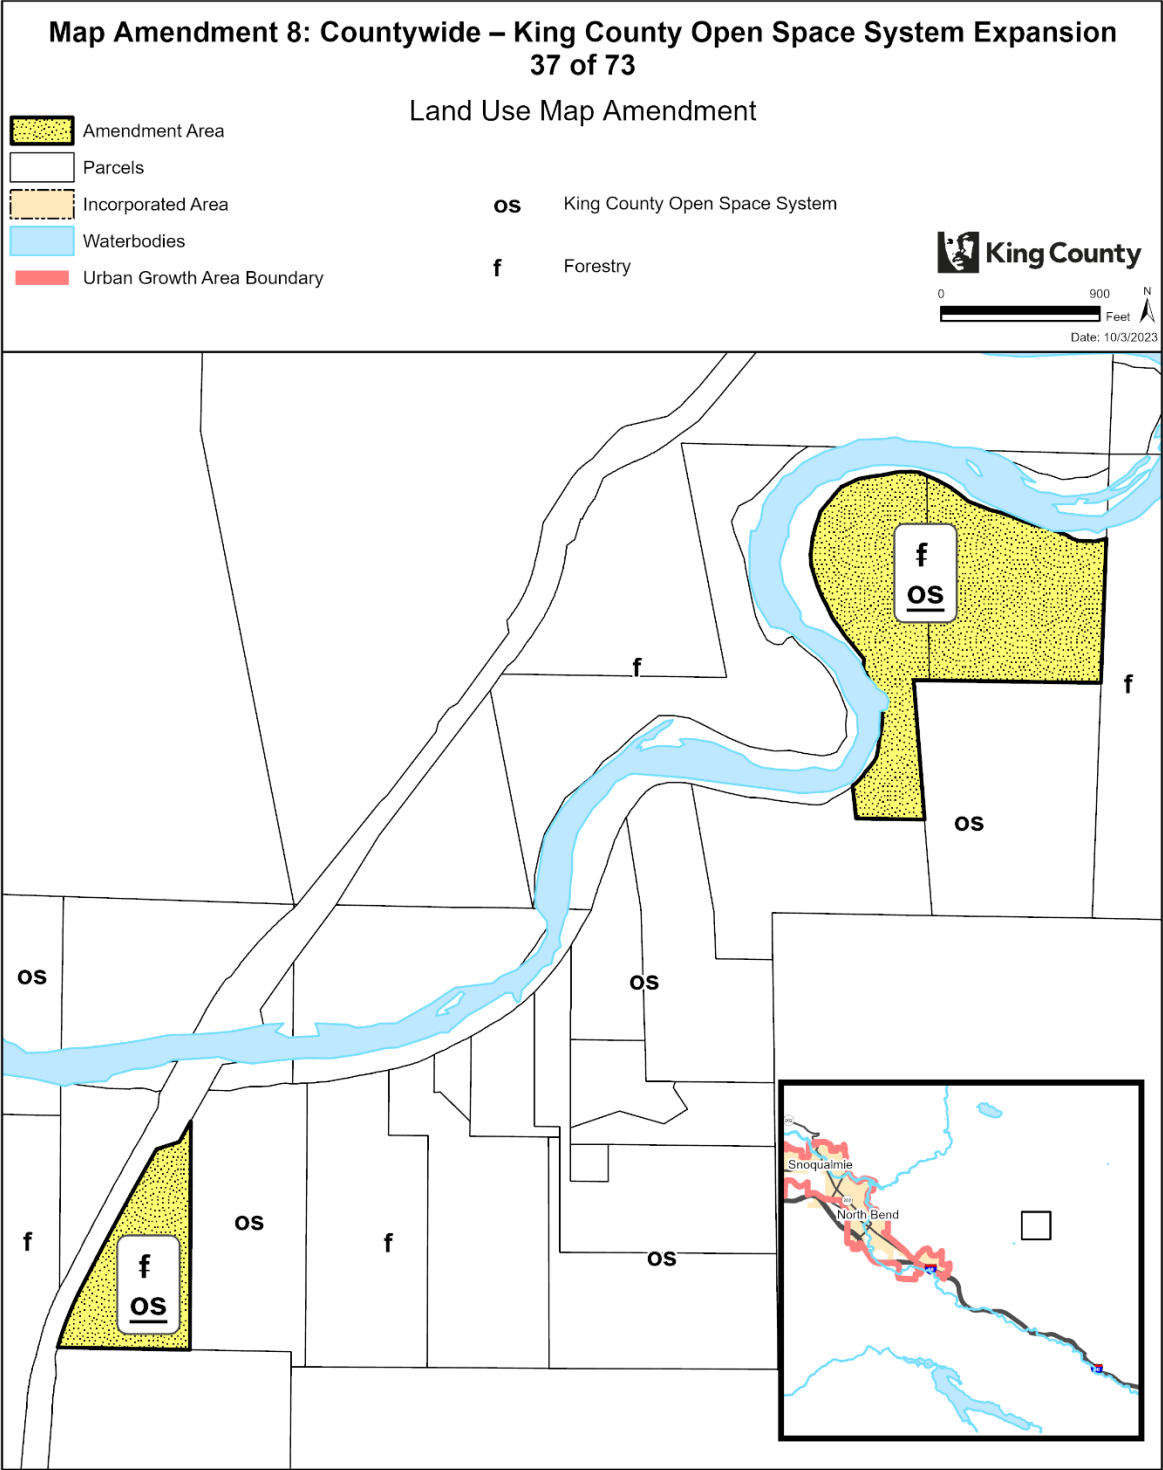 Map Amendment 8: Countywide – King County Open Space System Expansion
37 of 73
Land Use Map Amendment
Amendment Area
Parcels
Incorporated Area
Waterbodies
Urban Growth Area Boundary
os King County Open Space System
f Forestry
King County
0 900
Feet
N
Date: 10/3/2023
f
os
f
f
os
os
os
f
os
f
os
f
os
Snoqualmie
North Bend
202